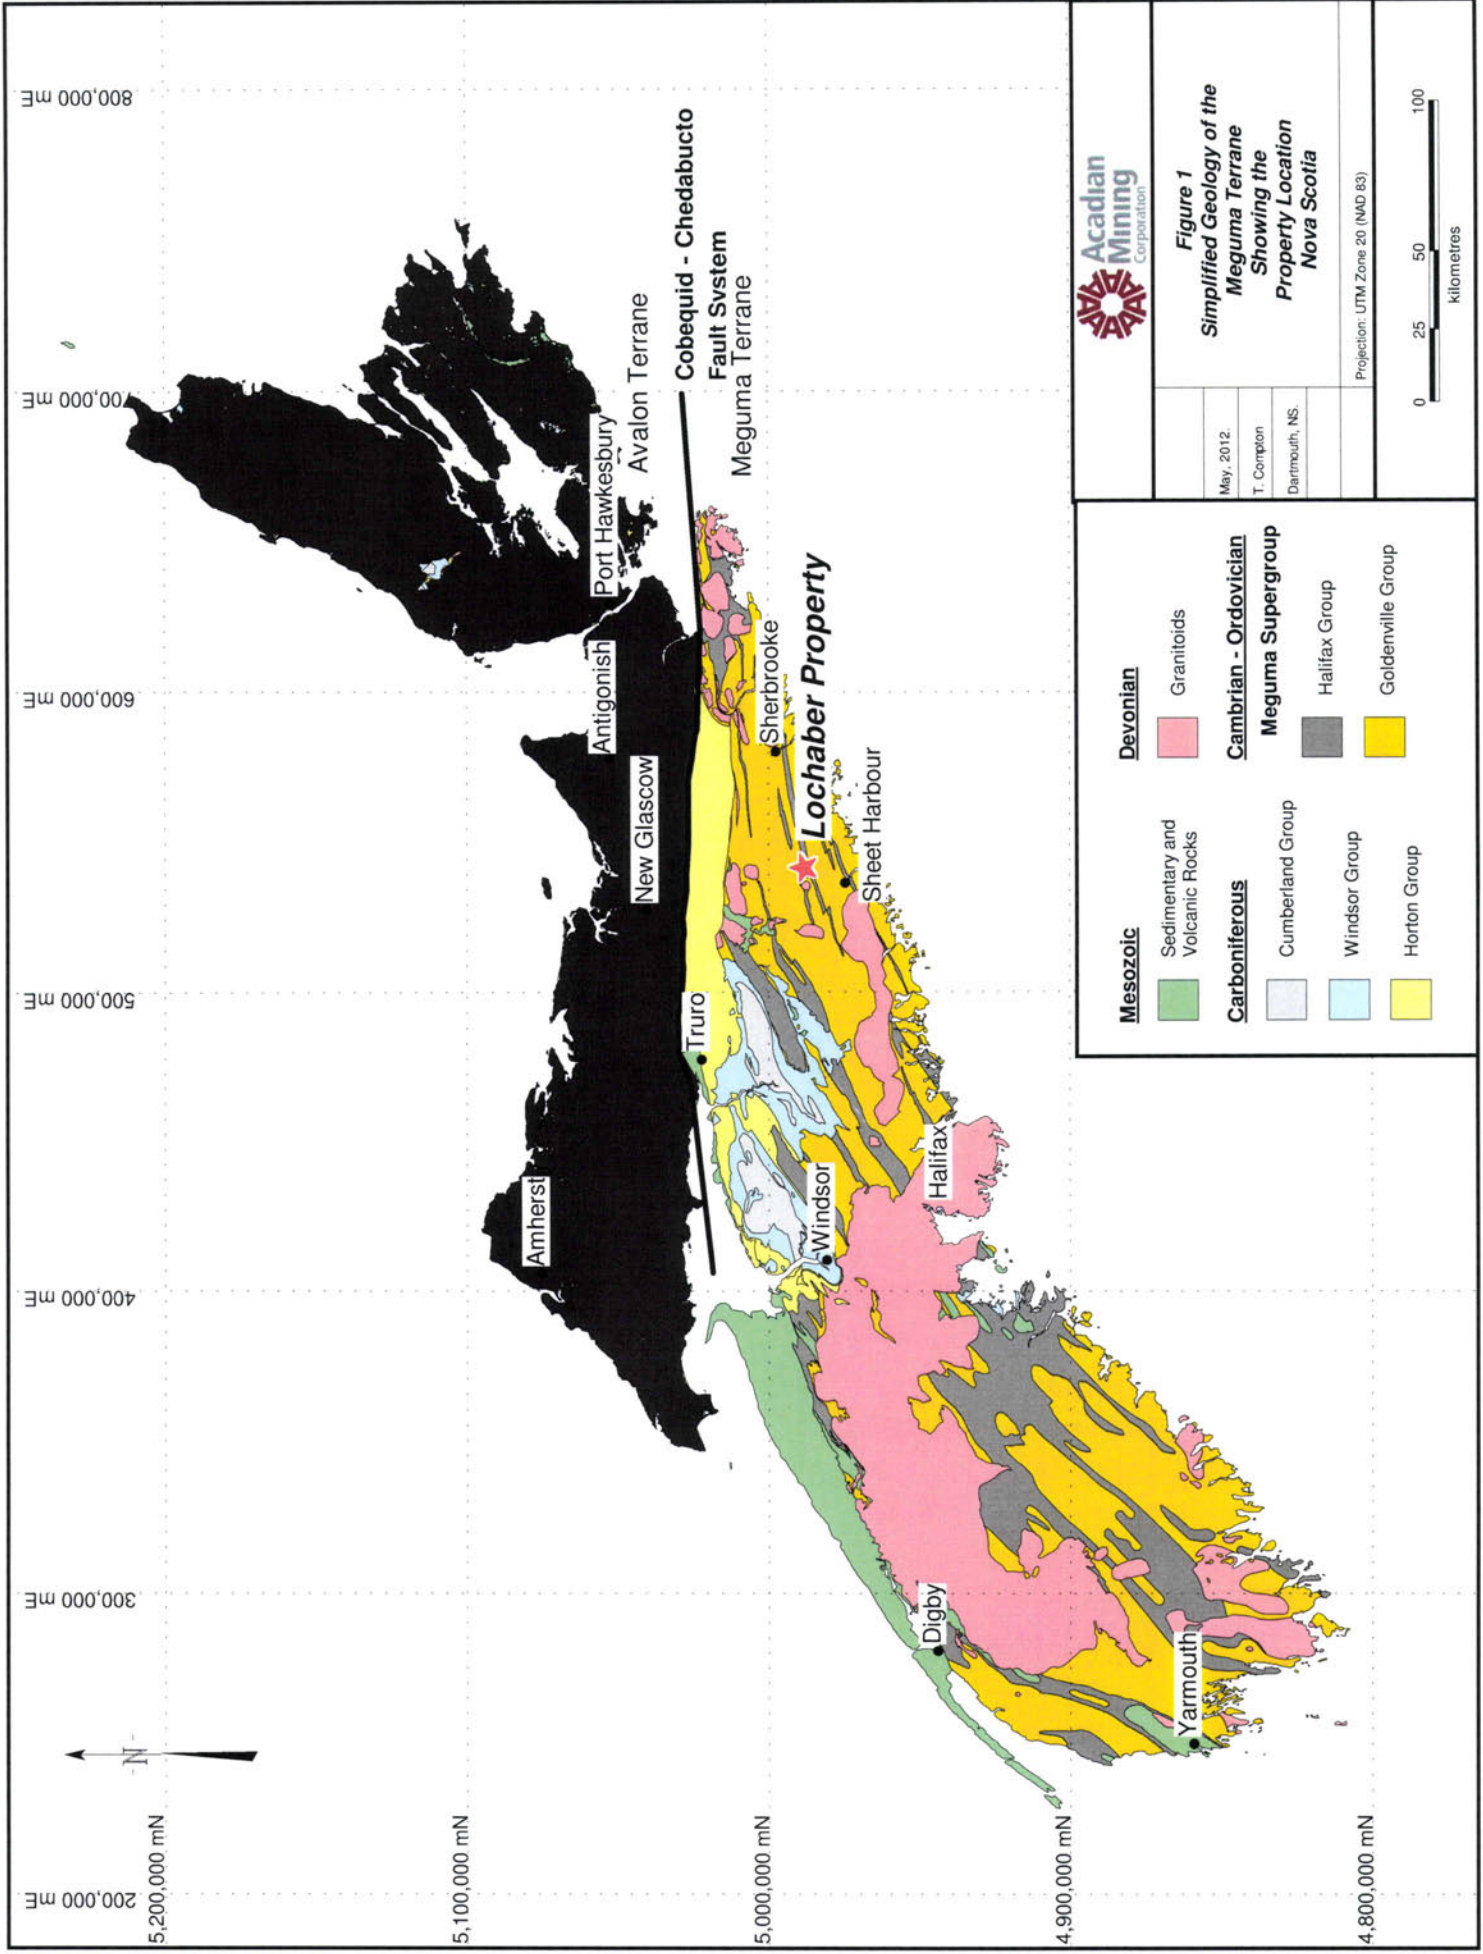 200,000 mE
300,000 mE
400,000 mE
500,000 mE
600,000 mE
700,000 mE
800,000 mE
5,200,000 mN
5,100,000 mN
5,000,000 mN
4,900,000 mN
4,800,000 mN
-N-
Amherst
Truro
New Glascow
Antigonish
Port Hawkesbury
Avalon Terrane
Cobequid - Chedabucto
Fault System
Meguma Terrane
Sherbrooke
Lochaber Property
Sheet Harbour
Windsor
Halifax
Digby
Yarmouth
Mesozoic
Sedimentary and
Volcanic Rocks
Carboniferous
Cumberland Group
Windsor Group
Horton Group
Devonian
Granitoids
Cambrian - Ordovician
Meguma Supergroup
Halifax Group
Goldenville Group
Acadian
Mining
Corporation
Figure 1
Simplified Geology of the
Meguma Terrane
Showing the
Property Location
Nova Scotia
May, 2012.
T. Compton
Dartmouth, NS.
Projection: UTM Zone 20 (NAD 83)
0 25 50 100
kilometres